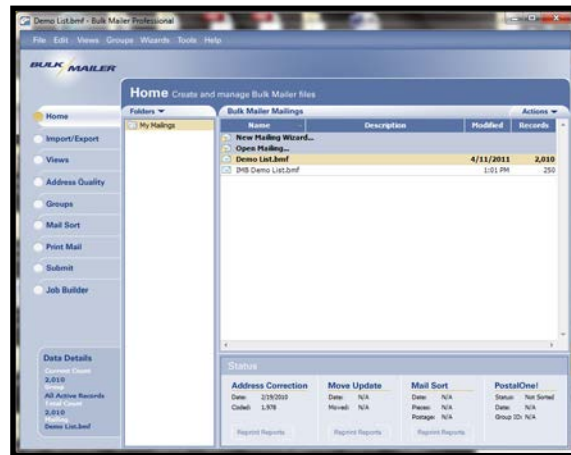 Demo List.bmf - Bulk Mailer Professional
File Edit Views Groups Wizards Tools Help
BULK MAILER
Home Create and manage Bulk Mailer files
Home
Import/Export
Views
Address Quality
Groups
Mail Sort
Print Mail
Submit
Job Builder
Folders
My Mailings
Bulk Mailer Mailings Actions
Name Description Modified Records
New Mailing Wizard...
Open Mailing...
Demo List.bmf 4/11/2011 2,010
IMB Demo List.bmf 1:01 PM 250
Data Details
Current Count
2,010
Group
All Active Records
Total Count
2,010
Mailing
Demo List.bmf
Status
Address Correction
Date: 2/19/2010
Coded: 1,978
Reprint Reports
Move Update
Date: N/A
Moved: N/A
Reprint Reports
Mail Sort
Date: N/A
Pieces: N/A
Postage: N/A
Reprint Reports
PostalOne!
Status: Not Sorted
Date: N/A
Group ID: N/A